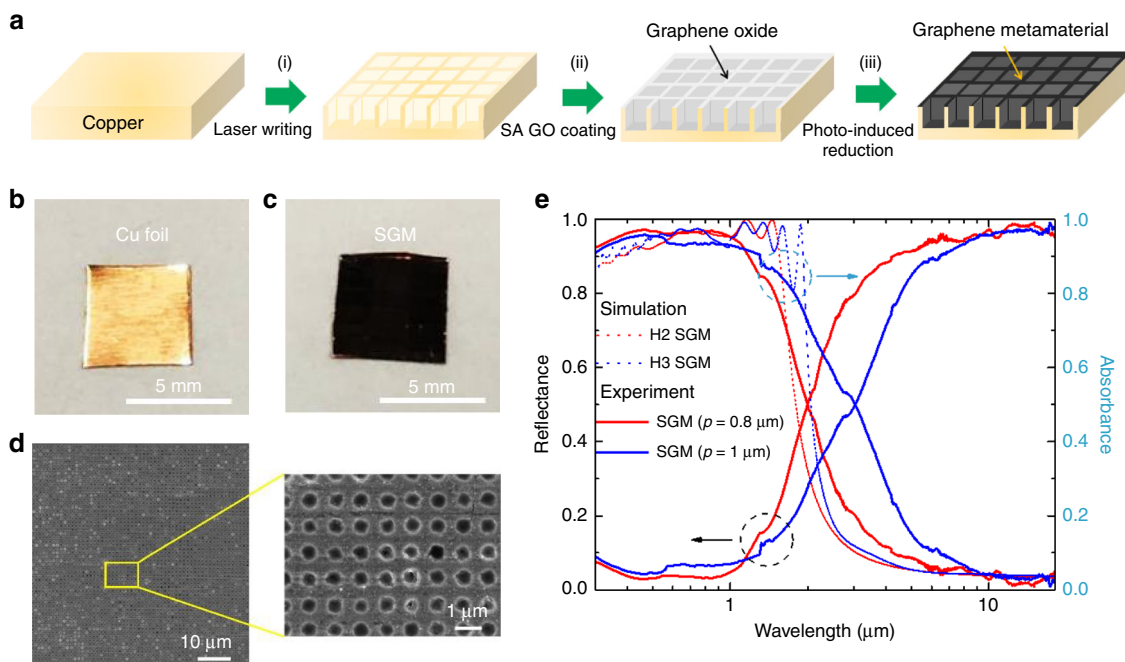 a
Copper
(i)
Laser writing
(ii)
SA GO coating
Graphene oxide
(iii)
Photo-induced
reduction
Graphene metamaterial
b
Cu foil
5 mm
c
SGM
5 mm
d
10 μm
1 μm
e
Reflectance
1.0
0.8
0.6
0.4
0.2
0.0
Simulation
H2 SGM
H3 SGM
Experiment
SGM (p = 0.8 μm)
SGM (p = 1 μm)
1.0
0.8
0.6
0.4
0.2
0.0
Absorbance
1
10
Wavelength (μm)